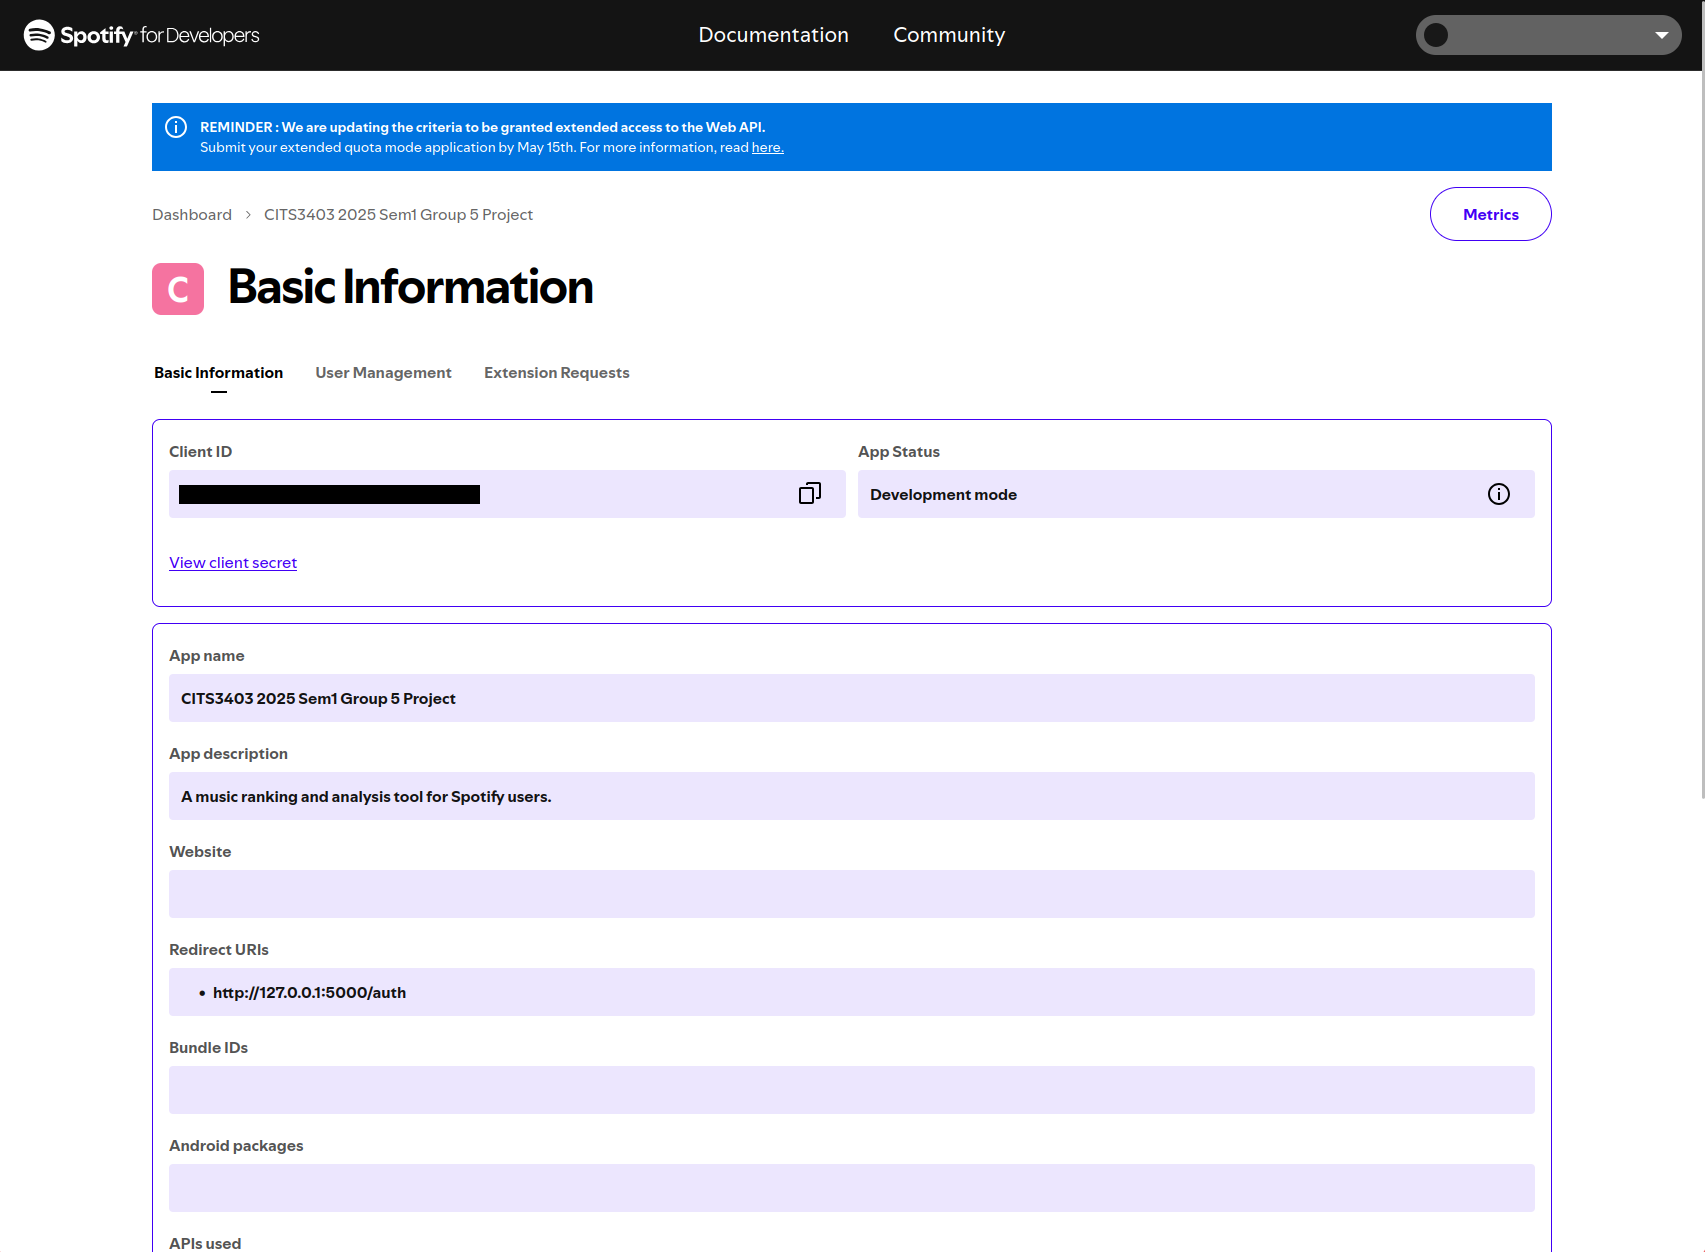 Spotify for Developers
Documentation
Community
REMINDER : We are updating the criteria to be granted extended access to the Web API.
Submit your extended quota mode application by May 15th. For more information, read here.
Dashboard > CITS3403 2025 Sem1 Group 5 Project
Metrics
C
Basic Information
Basic Information
User Management
Extension Requests
Client ID
App Status
Development mode
View client secret
App name
CITS3403 2025 Sem1 Group 5 Project
App description
A music ranking and analysis tool for Spotify users.
Website
Redirect URIs
• http://127.0.0.1:5000/auth
Bundle IDs
Android packages
APIs used